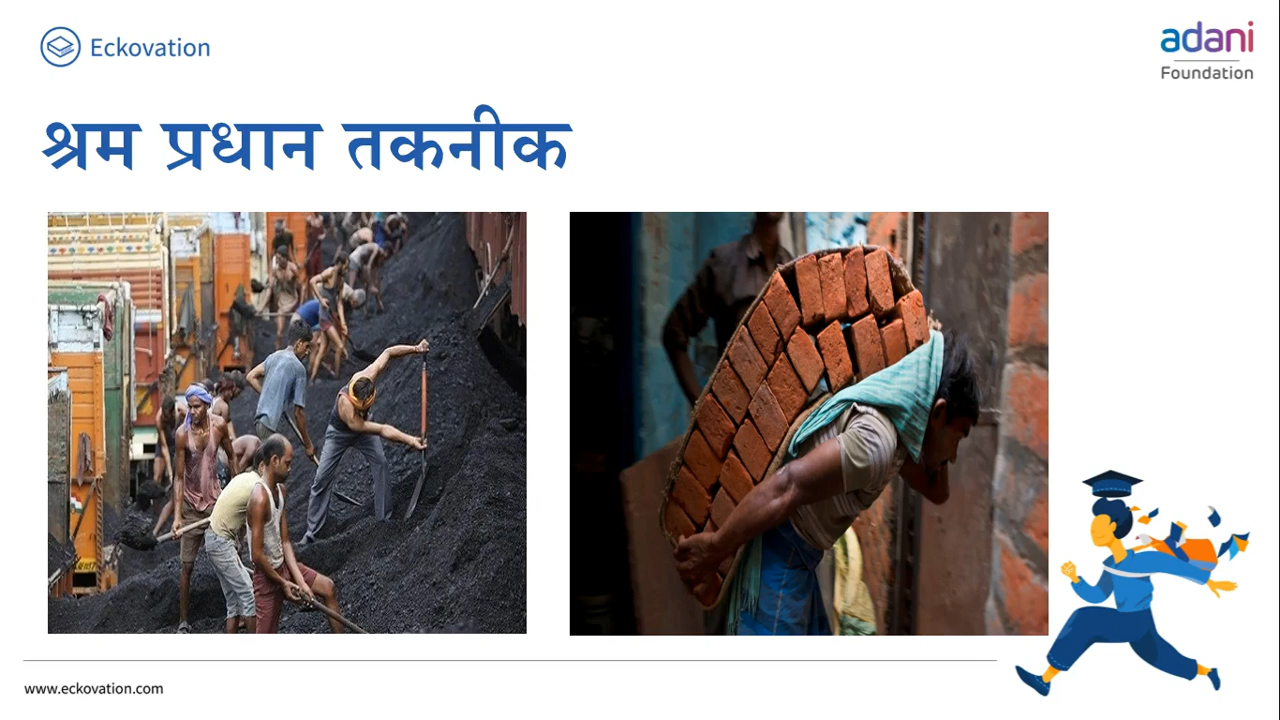 Eckovation
adani
Foundation
श्रम प्रधान तकनीक
www.eckovation.com